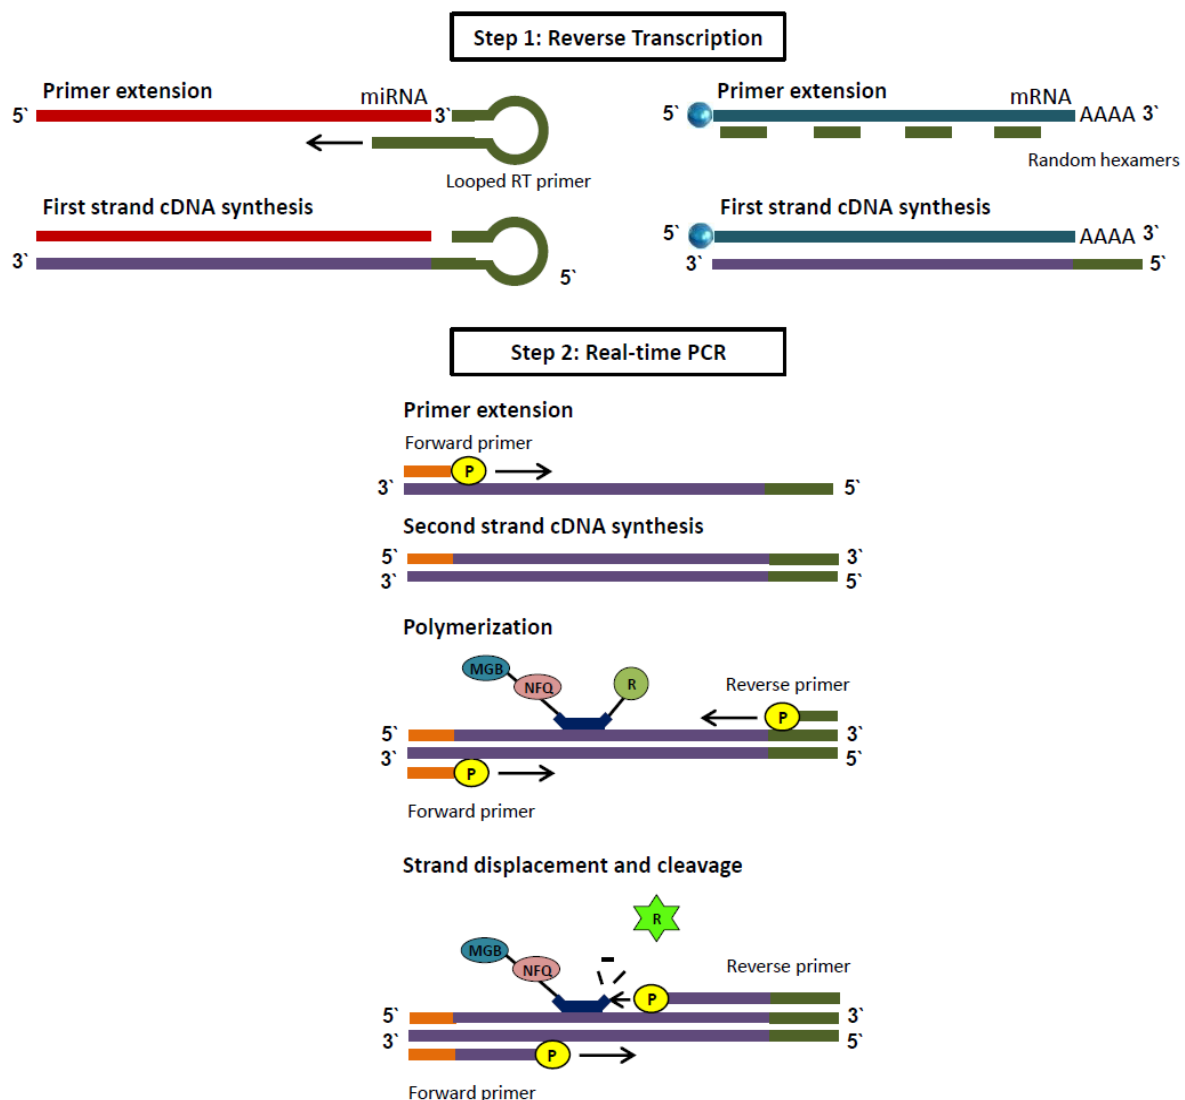 Step 1: Reverse Transcription
Primer extension
miRNA
5`
3`
Looped RT primer
Primer extension
mRNA
5`
AAAA 3`
Random hexamers
First strand cDNA synthesis
3`
5`
First strand cDNA synthesis
5`
AAAA 3`
3`
5`
Step 2: Real-time PCR
Primer extension
Forward primer
P
3`
5`
Second strand cDNA synthesis
5`
3`
3`
5`
Polymerization
MGB
NFQ
R
Reverse primer
P
5`
3`
3`
5`
P
Forward primer
Strand displacement and cleavage
R
MGB
NFQ
Reverse primer
P
5`
3`
3`
5`
P
Forward primer